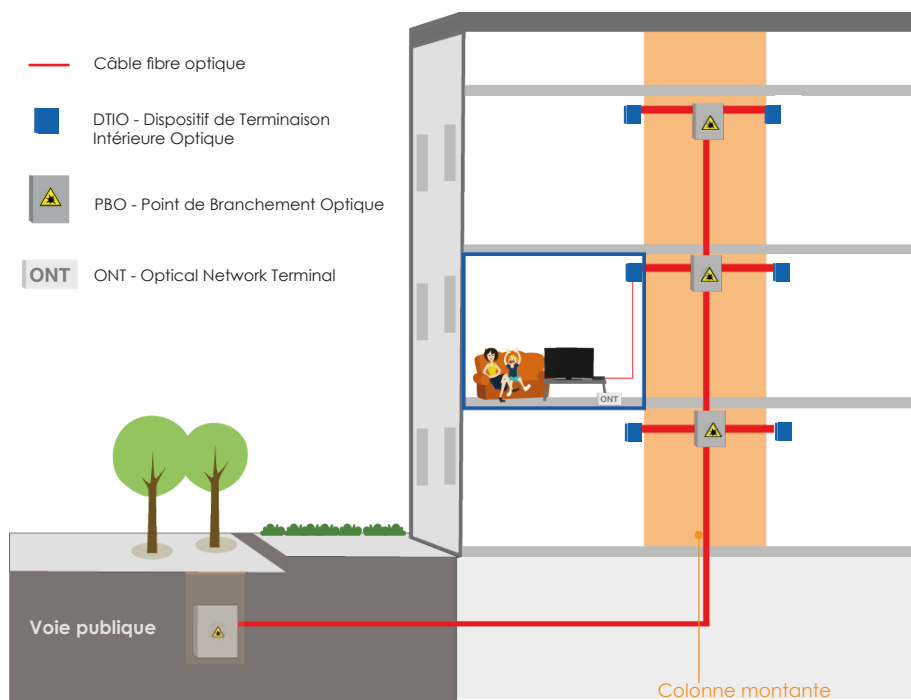 Câble fibre optique
DTIO - Dispositif de Terminaison
Intérieure Optique
PBO - Point de Branchement Optique
ONT
ONT - Optical Network Terminal
ONT
Voie publique
Colonne montante